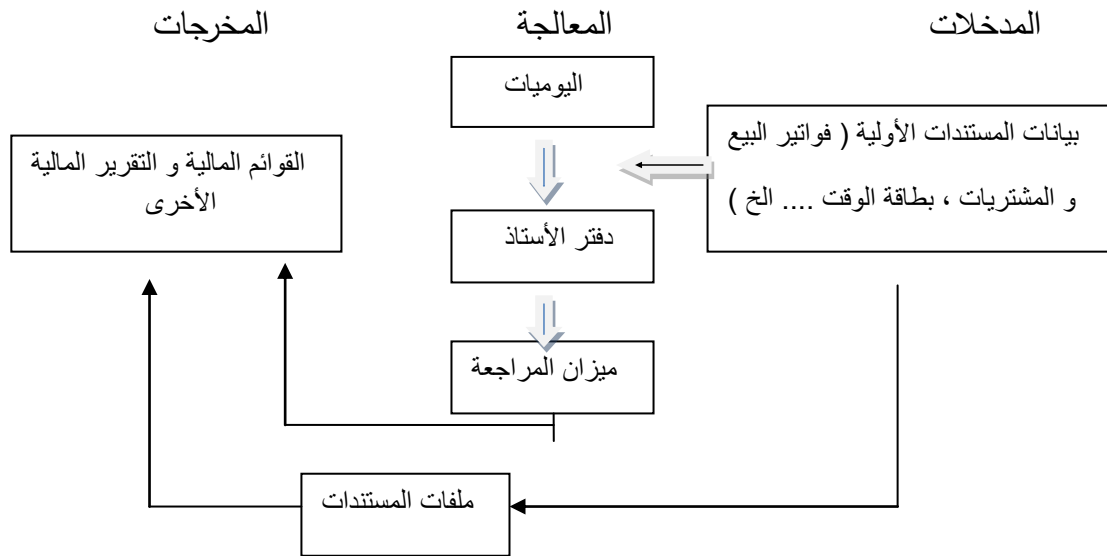 المدخلات
المعالجة
المخرجات
اليوميات
بيانات المستندات الأولية ( فواتير البيع
و المشتريات ، بطاقة الوقت .... الخ )
القوائم المالية و التقرير المالية
الأخرى
دفتر الأستاذ
ميزان المراجعة
ملفات المستندات